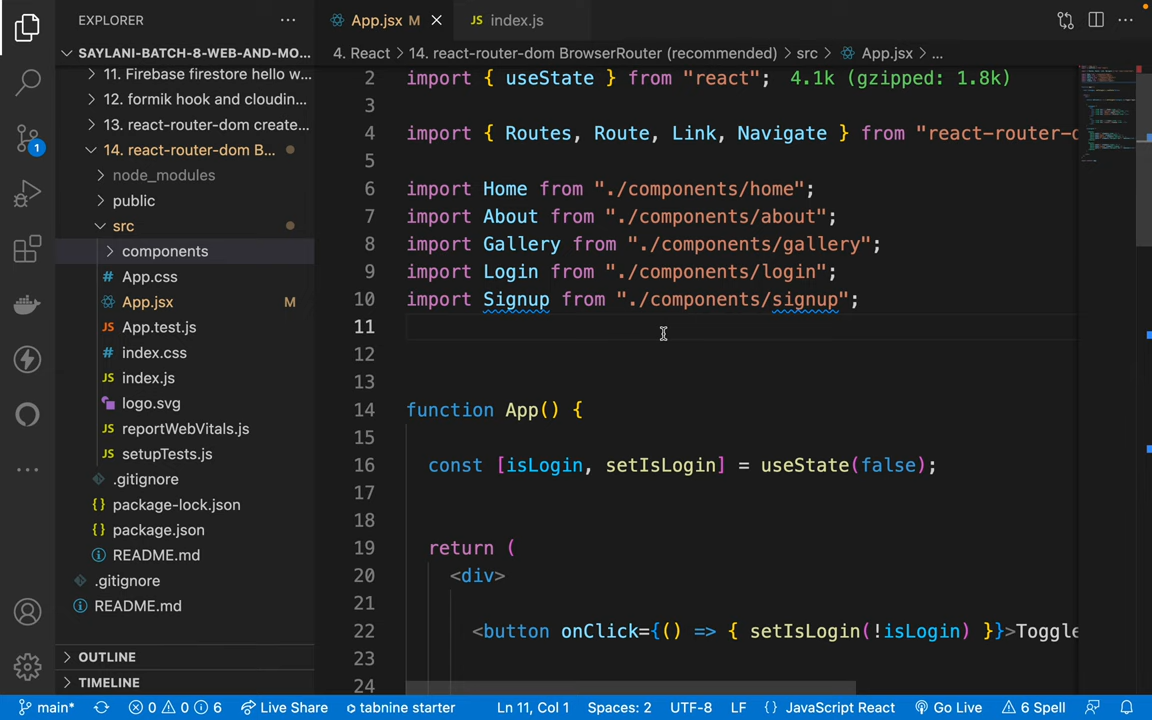 EXPLORER
App.jsx M
index.js
SAYLANI-BATCH-8-WEB-AND-MO...
4. React > 14. react-router-dom BrowserRouter (recommended) > src > App.jsx > ...
11. Firebase firestore hello w...
12. formik hook and cloudin...
13. react-router-dom create...
14. react-router-dom B...
node_modules
public
src
components
App.css
App.jsx M
App.test.js
index.css
index.js
logo.svg
reportWebVitals.js
setupTests.js
.gitignore
package-lock.json
package.json
README.md
.gitignore
README.md
OUTLINE
TIMELINE
1
2 import { useState } from "react"; 4.1k (gzipped: 1.8k)
3
4 import { Routes, Route, Link, Navigate } from "react-router-d
5
6 import Home from "./components/home";
7 import About from "./components/about";
8 import Gallery from "./components/gallery";
9 import Login from "./components/login";
10 import Signup from "./components/signup";
11
12
13
14 function App() {
15
16 const [isLogin, setIsLogin] = useState(false);
17
18
19 return (
20 <div>
21
22 <button onClick={() => { setIsLogin(!isLogin) }}>Toggle
23
24
main* 0 0 6 Live Share tabnine starter Ln 11, Col 1 Spaces: 2 UTF-8 LF {} JavaScript React Go Live 6 Spell